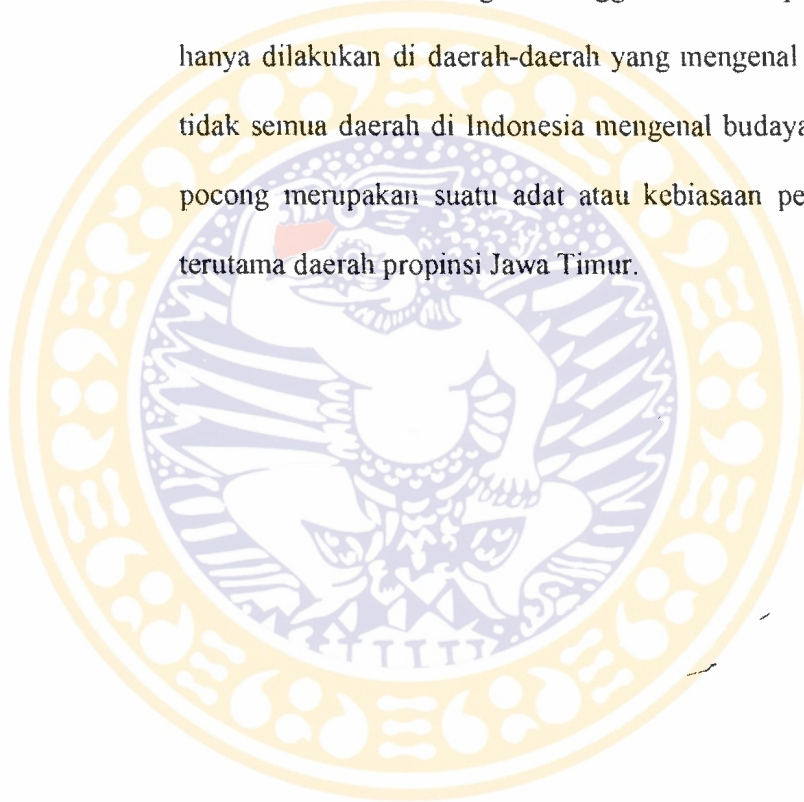 hanya dilakukan di daerah-daerah yang mengenal
tidak semua daerah di Indonesia mengenal budaya
pocong merupakan suatu adat atau kebiasaan pe
terutama daerah propinsi Jawa Timur.